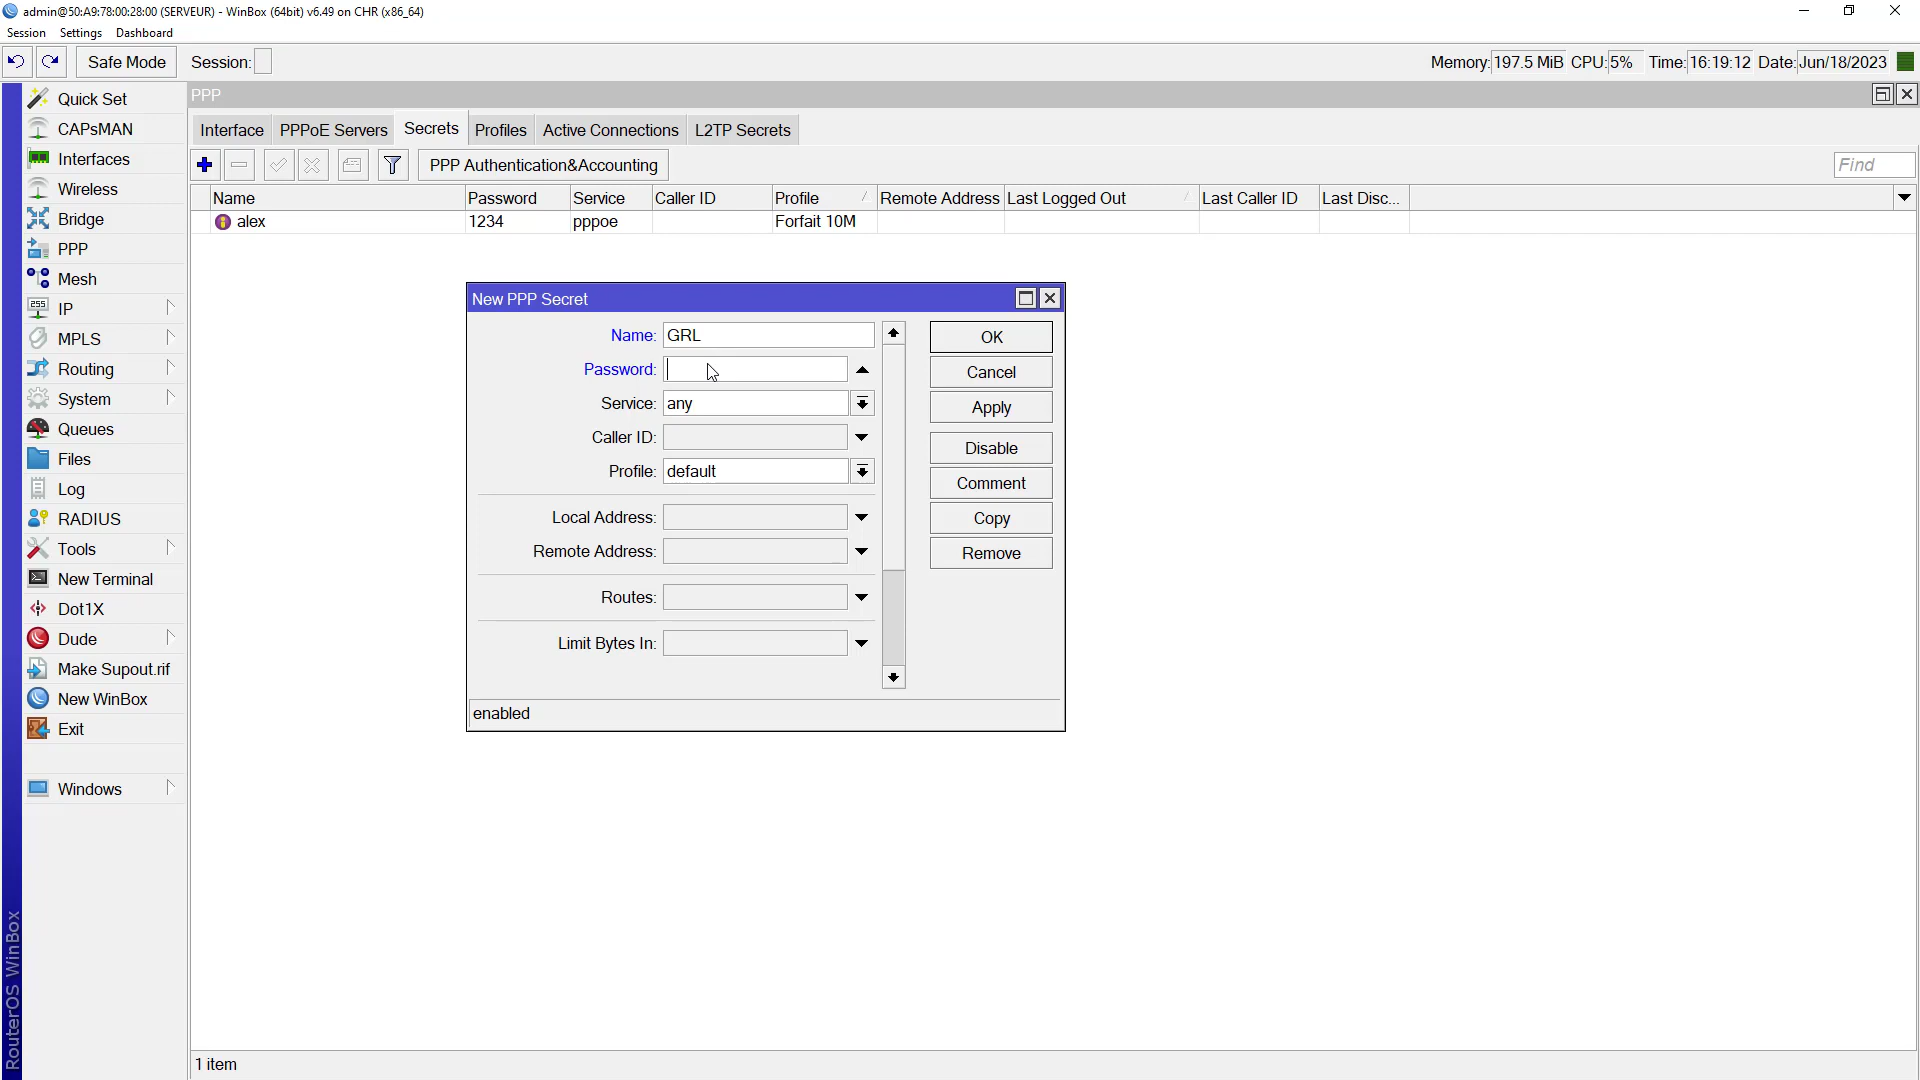 admin@50:A9:78:00:28:00 (SERVEUR) - WinBox (64bit) v6.49 on CHR (x86_64)
Session Settings Dashboard
Safe Mode Session: Memory: 197.5 MiB CPU: 5% Time: 16:19:12 Date: Jun/18/2023
Quick Set
CAPsMAN
Interfaces
Wireless
Bridge
PPP
Mesh
IP
MPLS
Routing
System
Queues
Files
Log
RADIUS
Tools
New Terminal
Dot1X
Dude
Make Supout.rif
New WinBox
Exit
Windows
RouterOS WinBox
PPP
Interface PPPoE Servers Secrets Profiles Active Connections L2TP Secrets
PPP Authentication&Accounting Find
Name Password Service Caller ID Profile Remote Address Last Logged Out Last Caller ID Last Disc...
alex 1234 pppoe Forfait 10M
New PPP Secret
Name: GRL
Password:
Service: any
Caller ID:
Profile: default
Local Address:
Remote Address:
Routes:
Limit Bytes In:
OK
Cancel
Apply
Disable
Comment
Copy
Remove
enabled
1 item